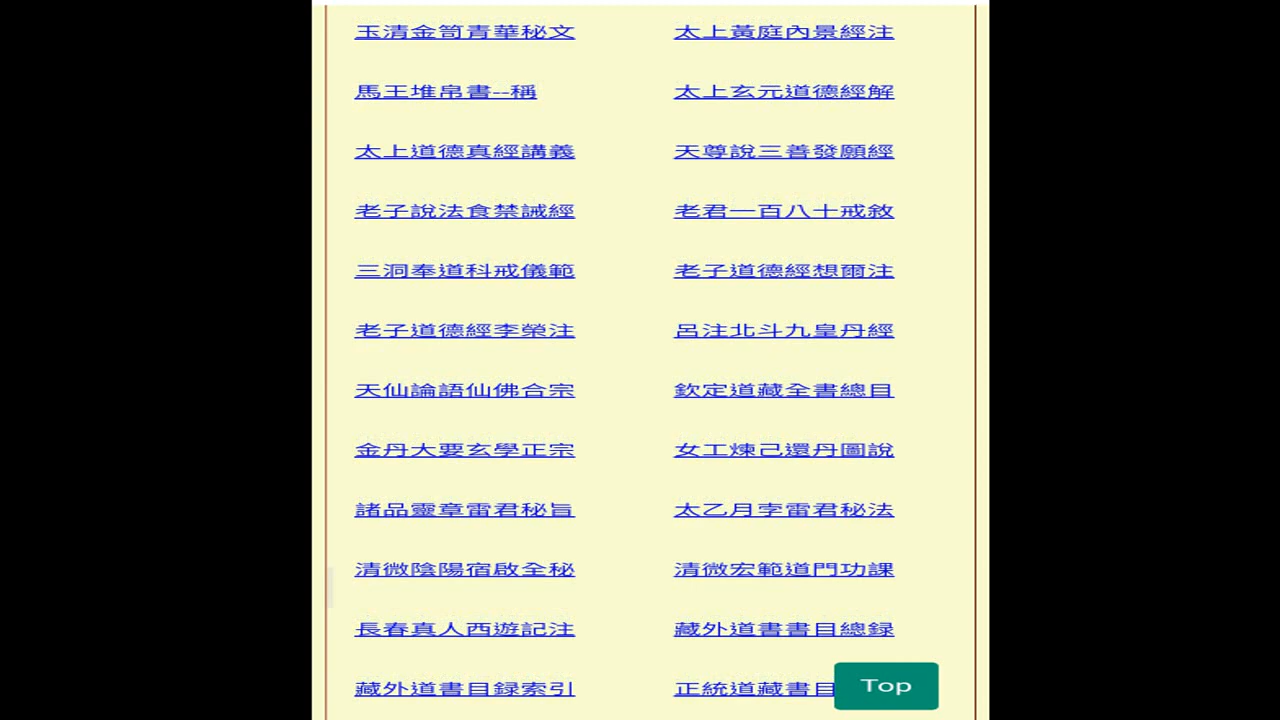 玉清金笥青華秘文 太上黃庭內景經注
馬王堆帛書--稱 太上玄元道德經解
太上道德真經講義 天尊說三善發願經
老子說法食禁誡經 老君一百八十戒敘
三洞奉道科戒儀範 老子道德經想爾注
老子道德經李榮注 呂注北斗九皇丹經
天仙論語仙佛合宗 欽定道藏全書總目
金丹大要玄學正宗 女工煉己還丹圖說
諸品靈章雷君秘旨 太乙月孛雷君秘法
清微陰陽宿啟全秘 清微宏範道門功課
長春真人西遊記注 藏外道書書目總録
藏外道書目録索引 正統道藏書目
Top